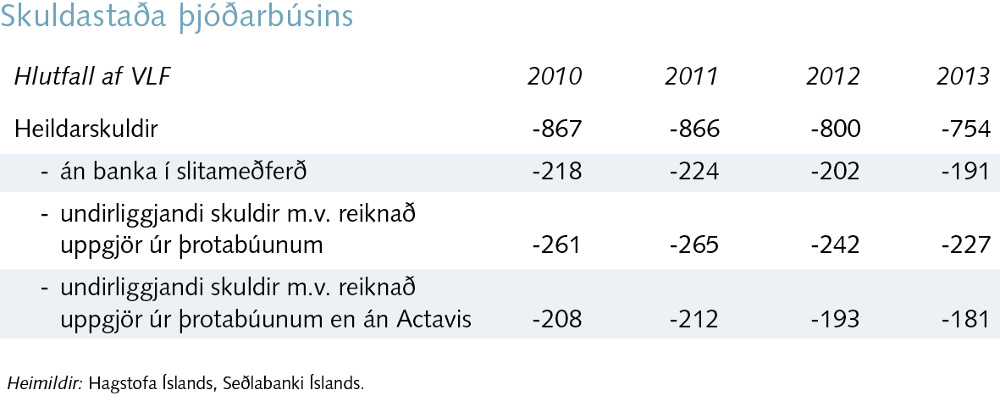 Skuldastaða þjóðarbúsins
Hlutfall af VLF 2010 2011 2012 2013
Heildarskuldir -867 -866 -800 -754
- án banka í slitameðferð -218 -224 -202 -191
- undirliggjandi skuldir m.v. reiknað
uppgjör úr þrotabúunum -261 -265 -242 -227
- undirliggjandi skuldir m.v. reiknað
uppgjör úr þrotabúunum en án Actavis -208 -212 -193 -181
Heimildir: Hagstofa Íslands, Seðlabanki Íslands.